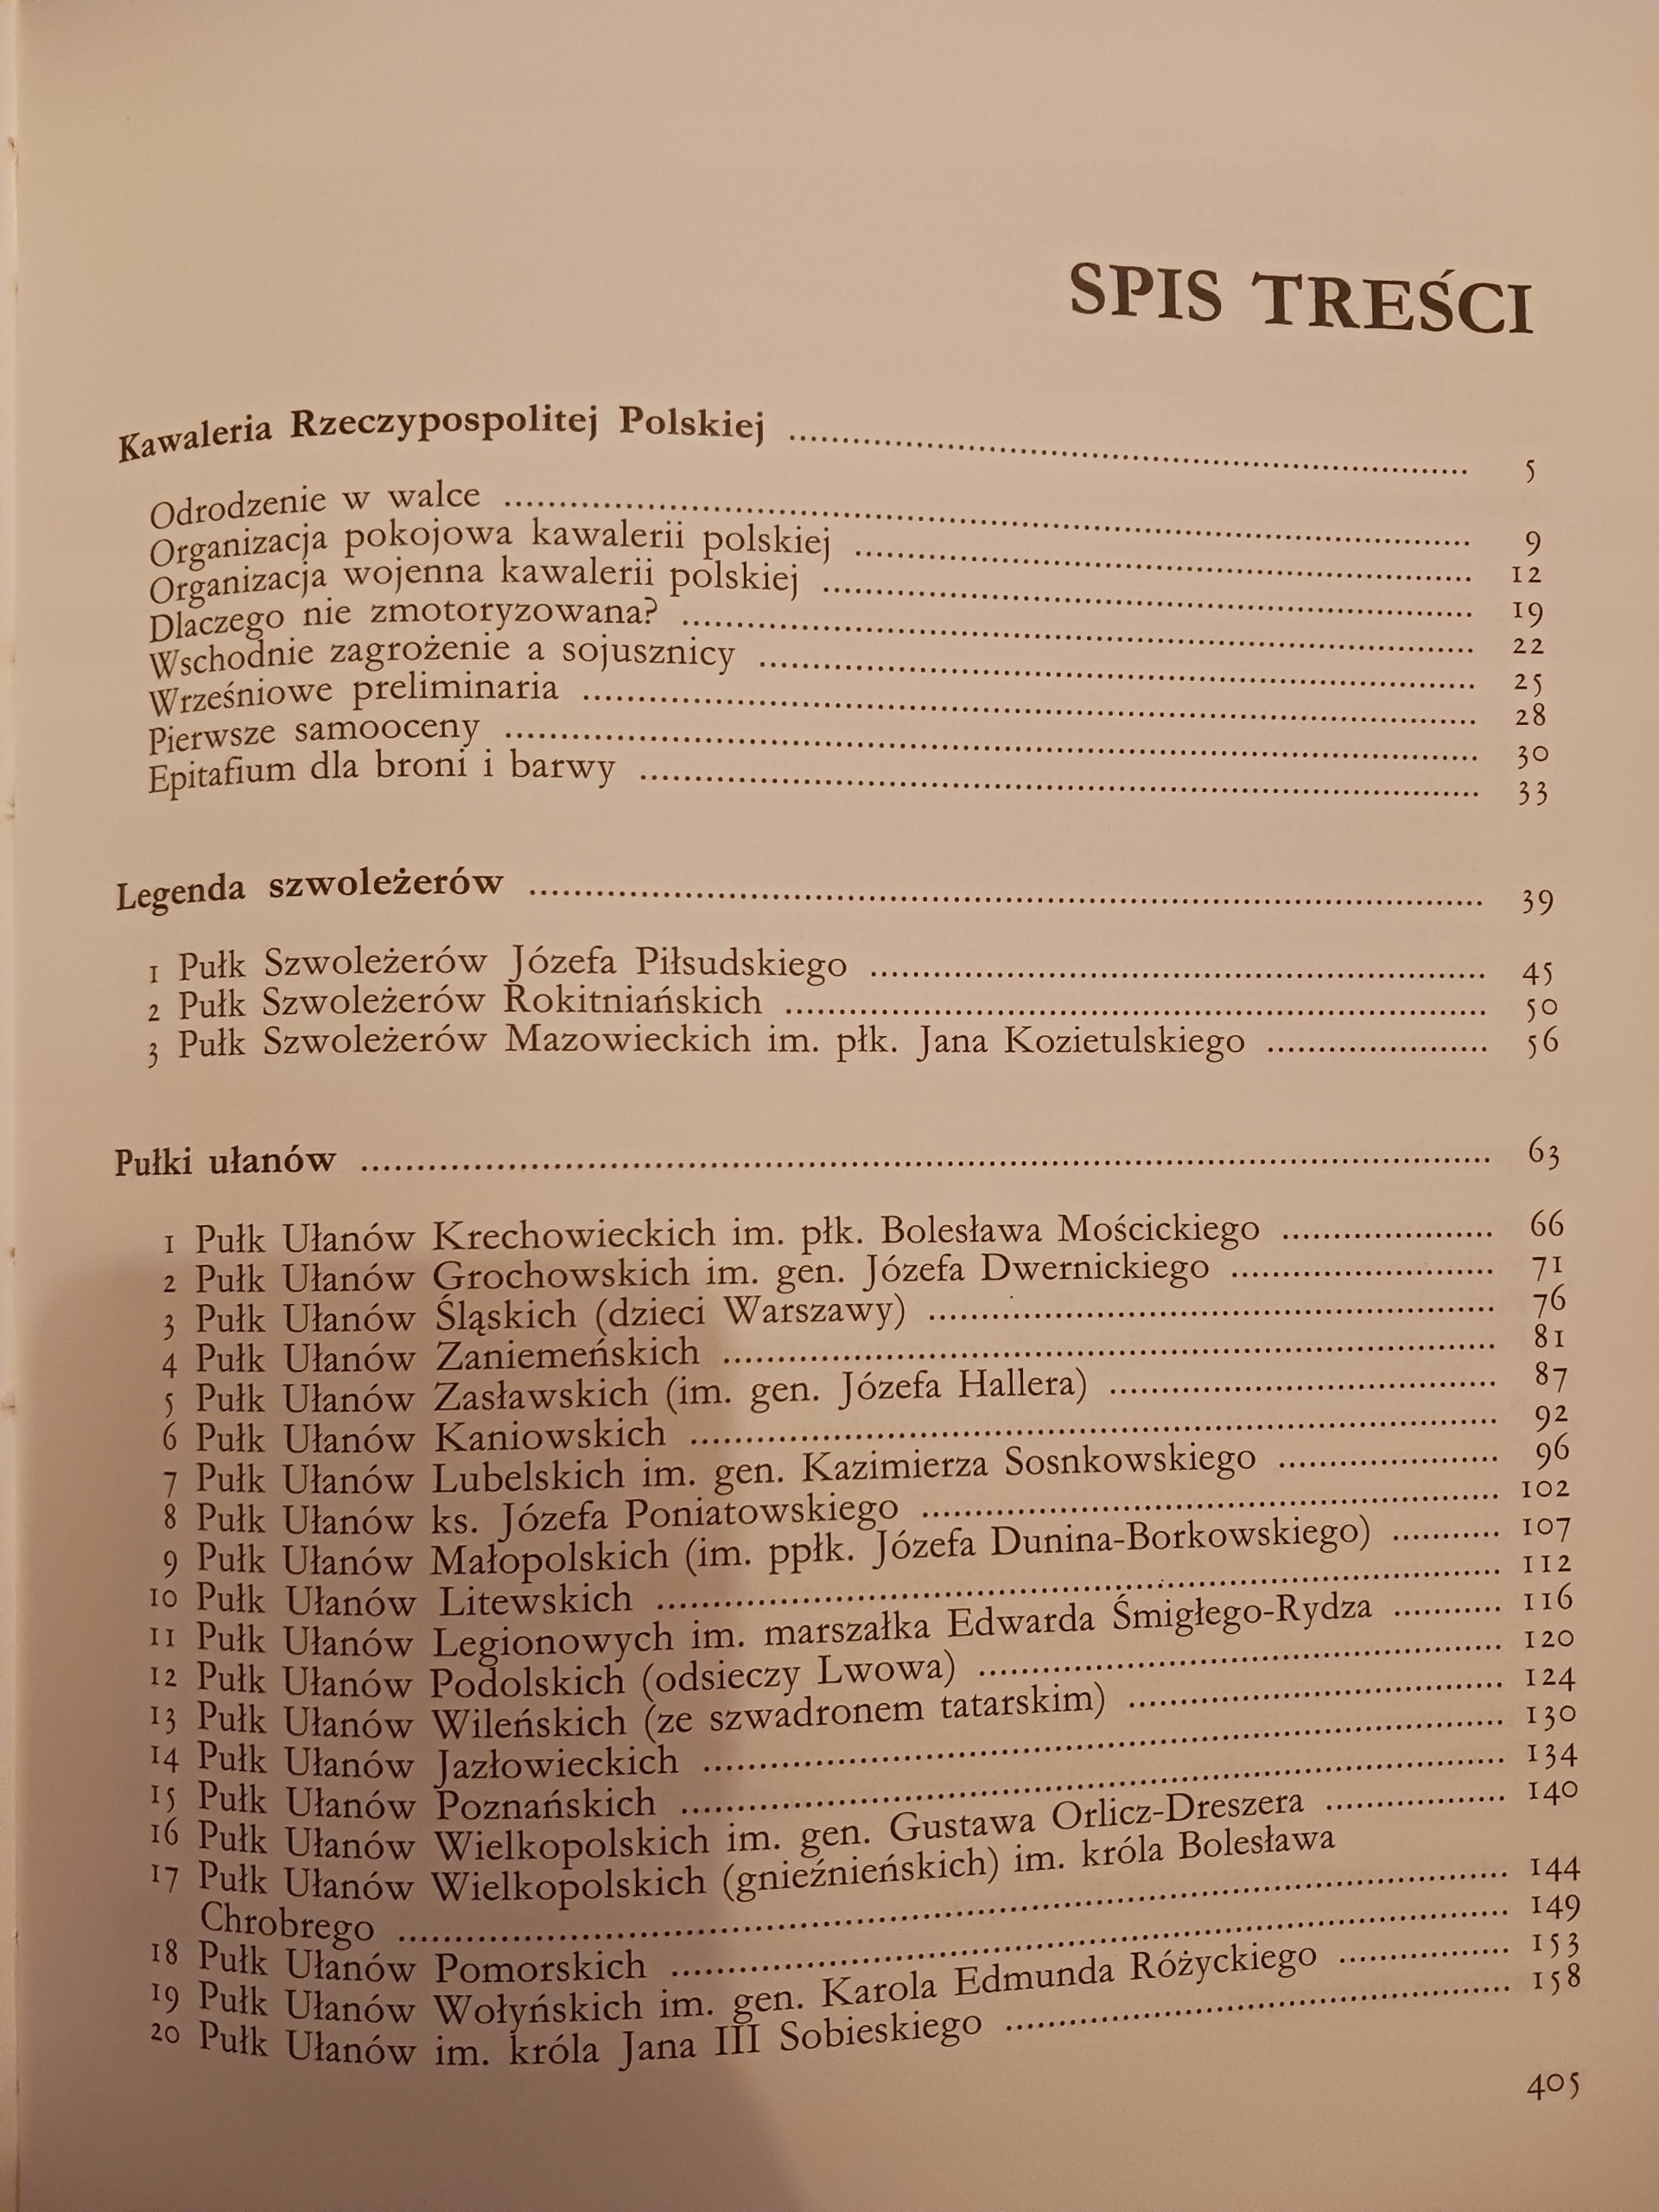 SPIS TREŚCI
Kawaleria Rzeczypospolitej Polskiej ........ 5
Odrodzenie w walce ........ 9
Organizacja pokojowa kawalerii polskiej ........ 12
Organizacja wojenna kawalerii polskiej ........ 19
Dlaczego nie zmotoryzowana? ........ 22
Wschodnie zagrożenie a sojusznicy ........ 25
Wrześniowe preliminaria ........ 28
Pierwsze samooceny ........ 30
Epitafium dla broni i barwy ........ 33
Legenda szwoleżerów ........ 39
1 Pułk Szwoleżerów Józefa Piłsudskiego ........ 45
2 Pułk Szwoleżerów Rokitniańskich ........ 50
3 Pułk Szwoleżerów Mazowieckich im. płk. Jana Kozietulskiego ........ 56
Pułki ułanów ........ 63
1 Pułk Ułanów Krechowieckich im. płk. Bolesława Mościckiego ........ 66
2 Pułk Ułanów Grochowskich im. gen. Józefa Dwernickiego ........ 71
3 Pułk Ułanów Śląskich (dzieci Warszawy) ........ 76
4 Pułk Ułanów Zaniemeńskich ........ 81
5 Pułk Ułanów Zasławskich (im. gen. Józefa Hallera) ........ 87
6 Pułk Ułanów Kaniowskich ........ 92
7 Pułk Ułanów Lubelskich im. gen. Kazimierza Sosnkowskiego ........ 96
8 Pułk Ułanów ks. Józefa Poniatowskiego ........ 102
9 Pułk Ułanów Małopolskich (im. ppłk. Józefa Dunina-Borkowskiego) ........ 107
10 Pułk Ułanów Litewskich ........ 112
11 Pułk Ułanów Legionowych im. marszałka Edwarda Śmigłego-Rydza ........ 116
12 Pułk Ułanów Podolskich (odsieczy Lwowa) ........ 120
13 Pułk Ułanów Wileńskich (ze szwadronem tatarskim) ........ 124
14 Pułk Ułanów Jazłowieckich ........ 130
15 Pułk Ułanów Poznańskich ........ 134
16 Pułk Ułanów Wielkopolskich im. gen. Gustawa Orlicz-Dreszera ........ 140
17 Pułk Ułanów Wielkopolskich (gnieźnieńskich) im. króla Bolesława
Chrobrego ........ 144
18 Pułk Ułanów Pomorskich ........ 149
19 Pułk Ułanów Wołyńskich im. gen. Karola Edmunda Różyckiego ........ 153
20 Pułk Ułanów im. króla Jana III Sobieskiego ........ 158
405